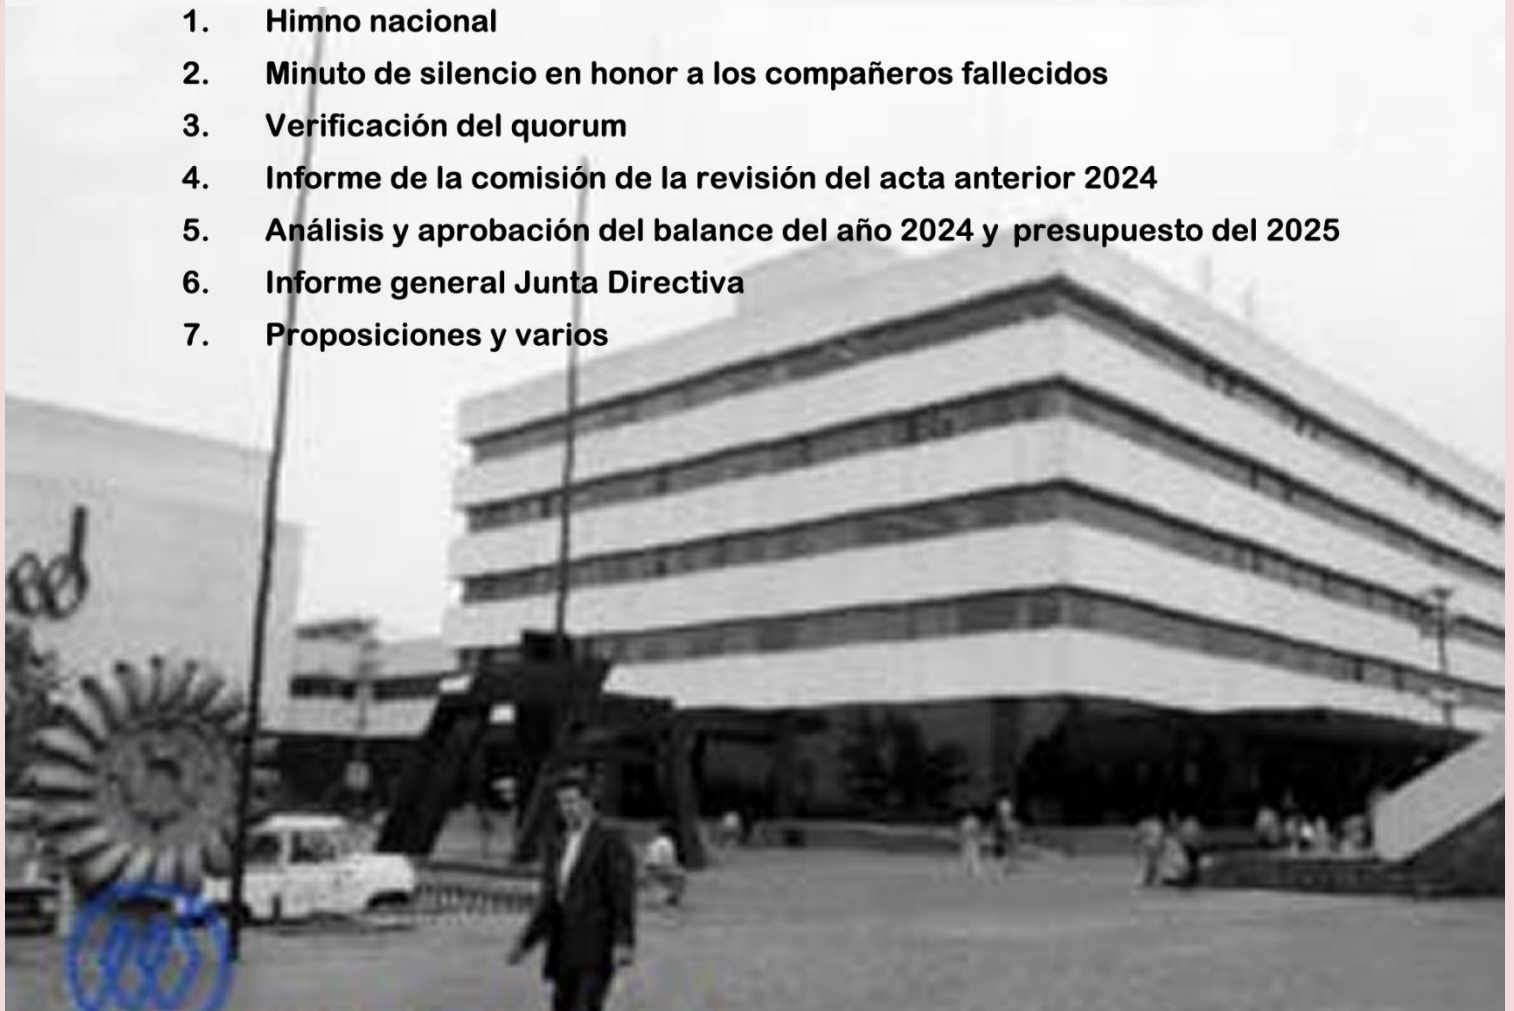 1. Himno nacional
2. Minuto de silencio en honor a los compañeros fallecidos
3. Verificación del quorum
4. Informe de la comisión de la revisión del acta anterior 2024
5. Análisis y aprobación del balance del año 2024 y presupuesto del 2025
6. Informe general Junta Directiva
7. Proposiciones y varios